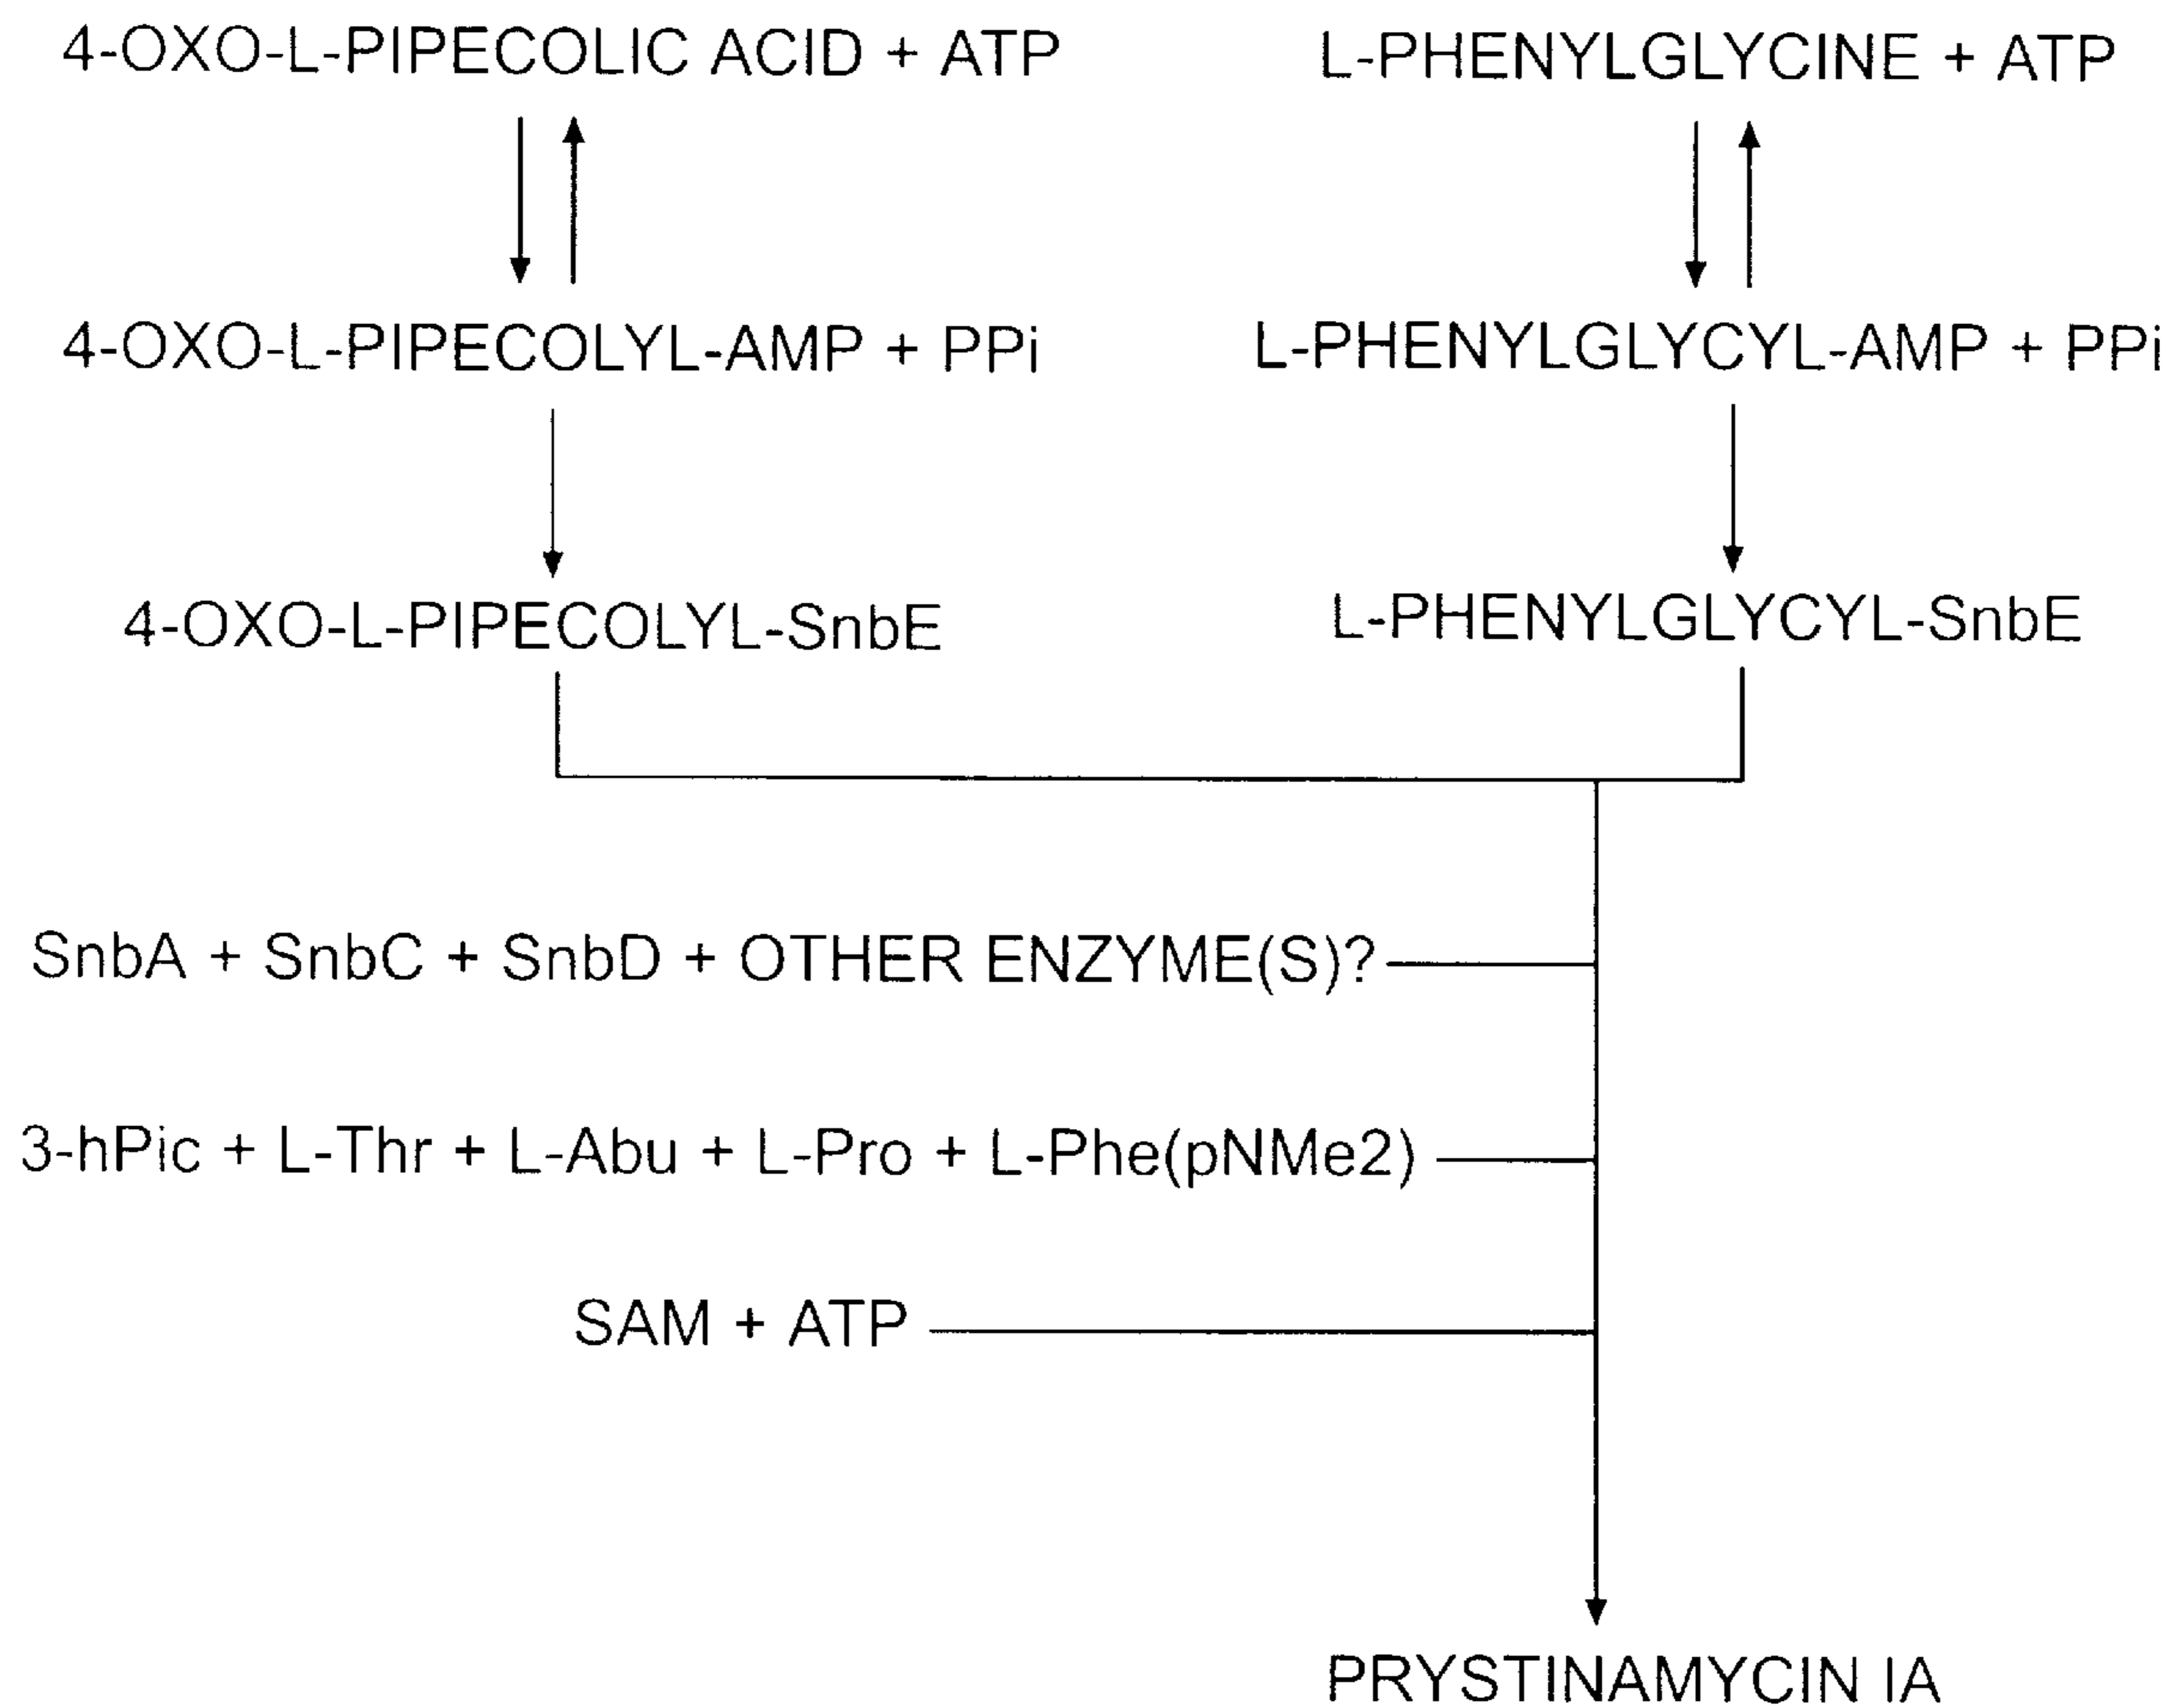 4-OXO-L-PIPECOLIC ACID + ATP
L-PHENYLGLYCINE + ATP
4-OXO-L-PIPECOLYL-AMP + PPi
L-PHENYLGLYCYL-AMP + PPi
4-OXO-L-PIPECOLYL-SnbE
L-PHENYLGLYCYL-SnbE
SnbA + SnbC + SnbD + OTHER ENZYME(S)?
3-hPic + L-Thr + L-Abu + L-Pro + L-Phe(pNMe2)
SAM + ATP
PRYSTINAMYCIN IA